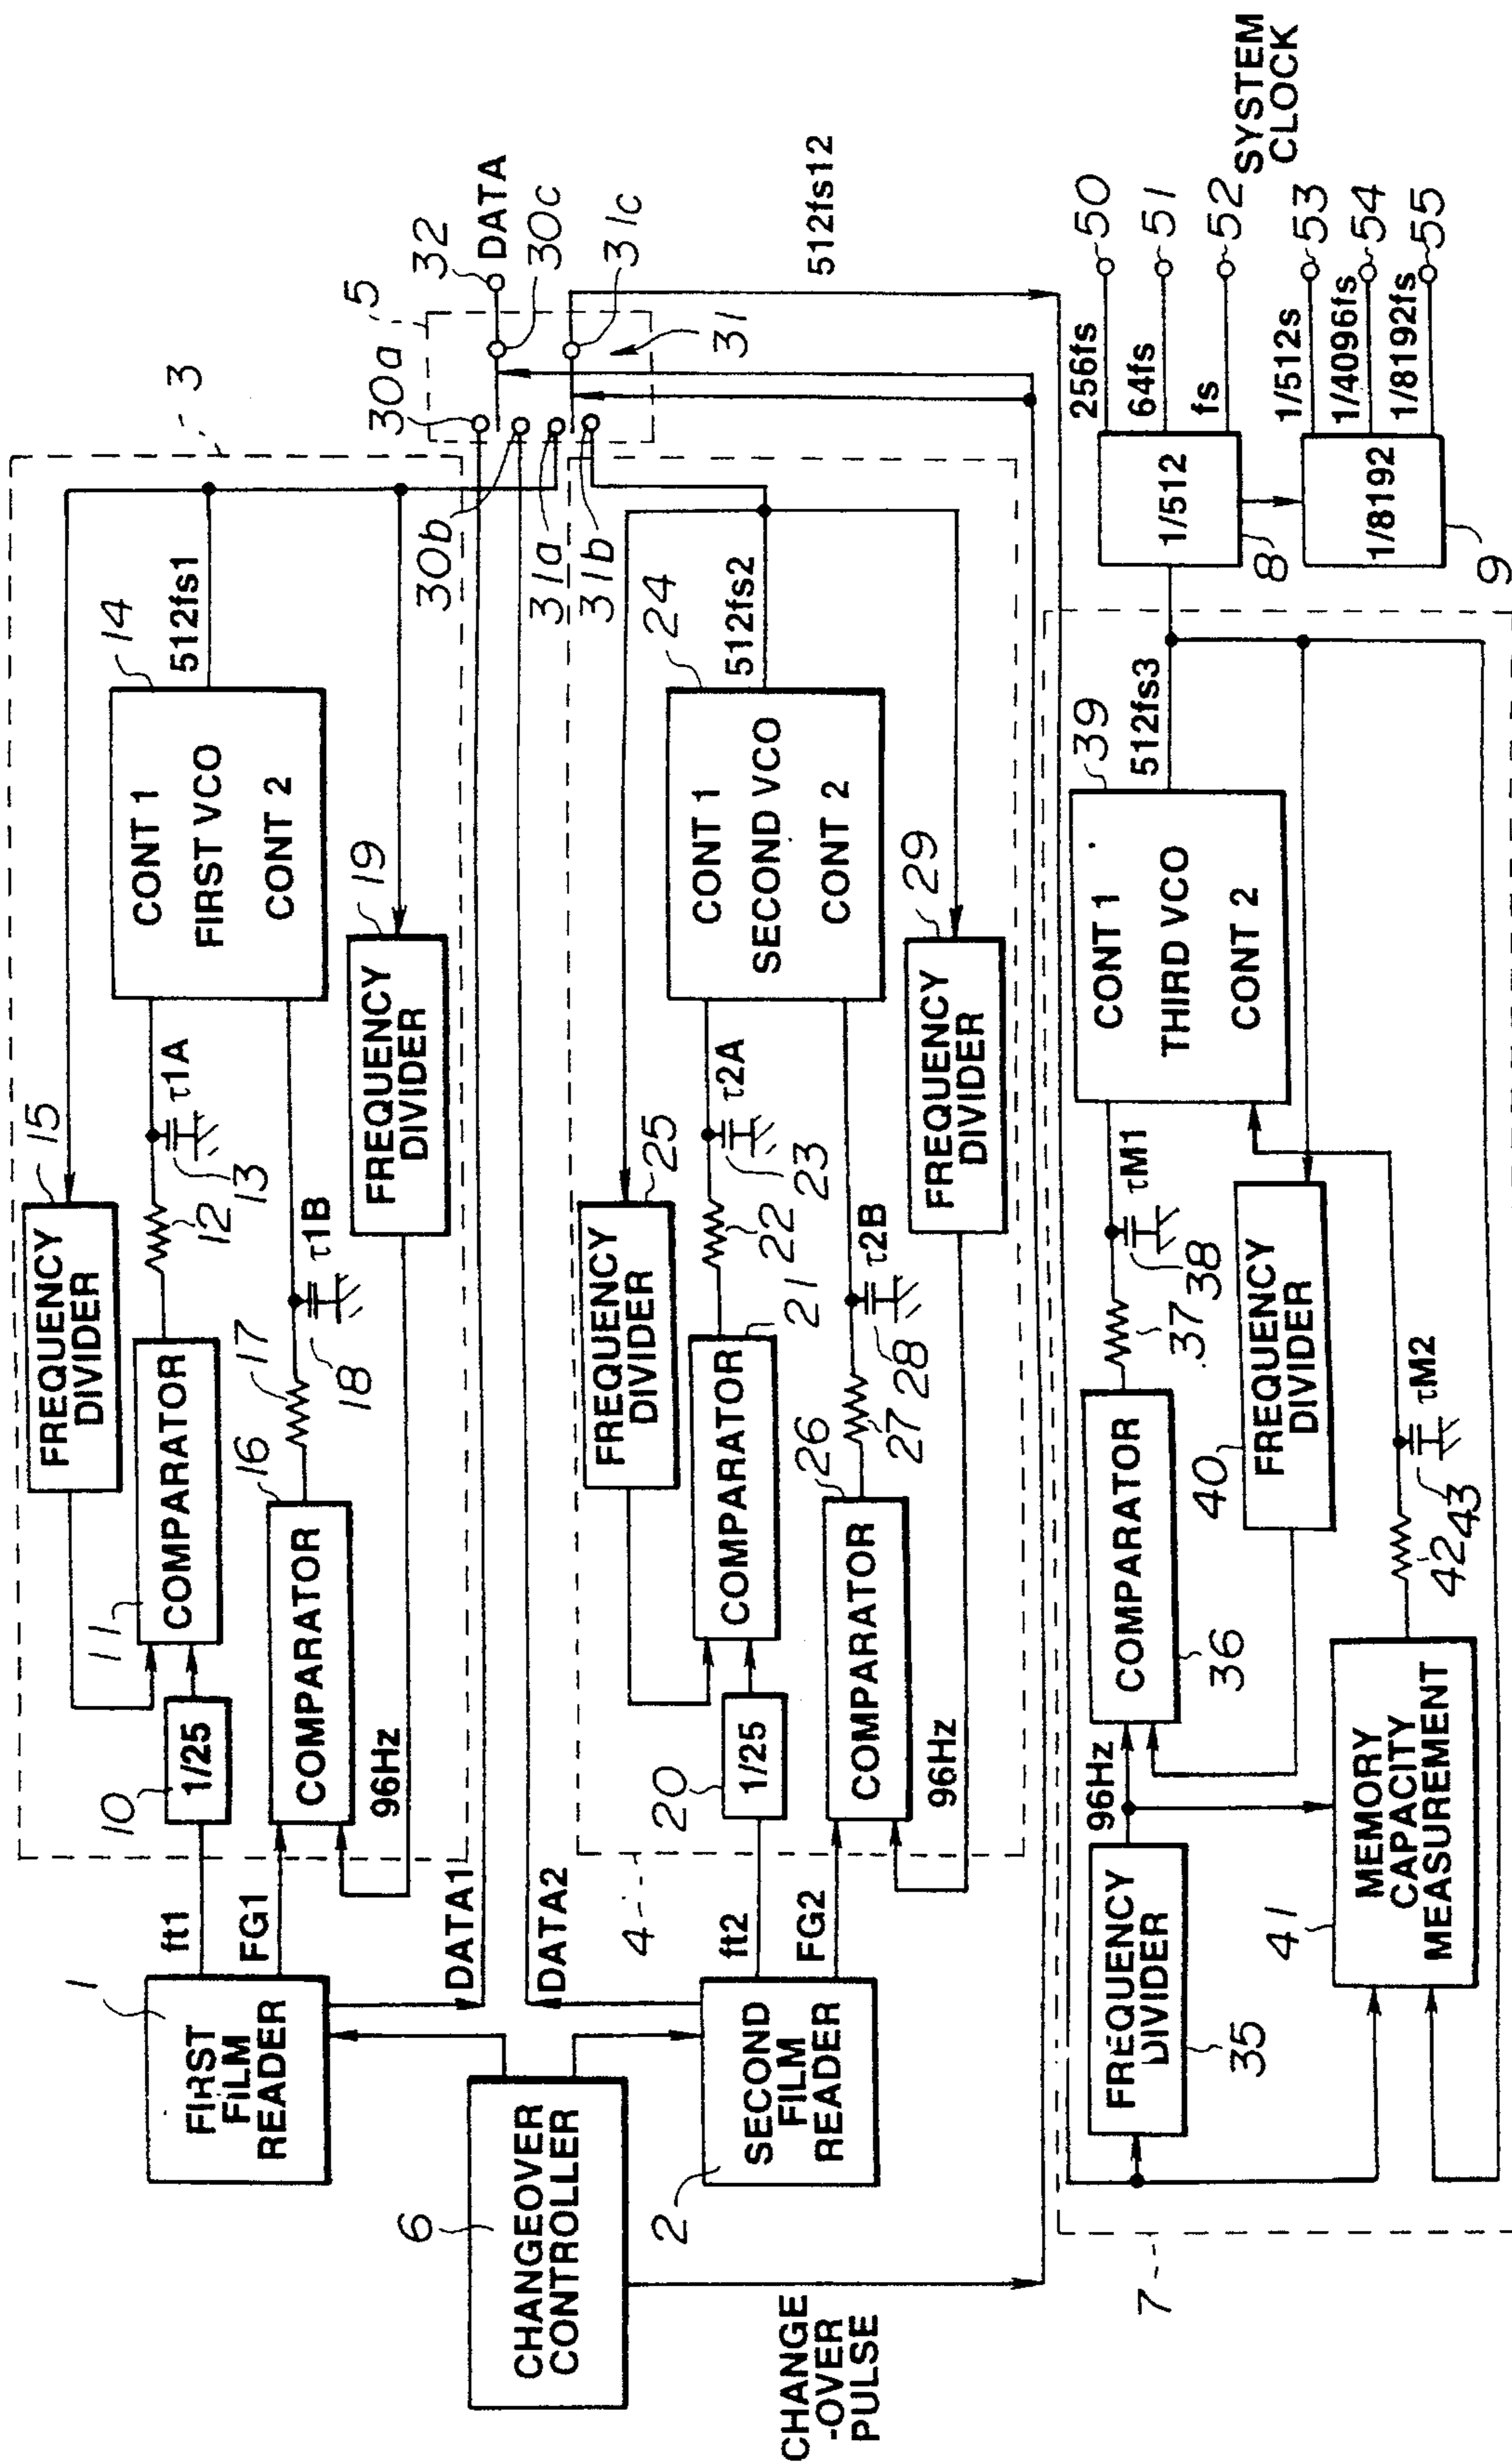 1
FIRST
FILM
READER
ft1
FG1
DATA1
10
1/25
11
COMPARATOR
15
FREQUENCY
DIVIDER
12
13
τ1A
14
CONT 1
FIRST VCO
CONT 2
512fs1
16
COMPARATOR
17
18
τ1B
96Hz
19
FREQUENCY
DIVIDER
3
6
CHANGEOVER
CONTROLLER
CHANGE
-OVER
PULSE
2
SECOND
FILM
READER
DATA2
ft2
FG2
4
20
1/25
21
COMPARATOR
25
FREQUENCY
DIVIDER
22
23
τ2A
24
CONT 1
SECOND VCO
CONT 2
512fs2
26
COMPARATOR
27
28
τ2B
96Hz
29
FREQUENCY
DIVIDER
5
30a
30b
31a
31b
30c
31c
31
32
DATA
512fs12
7
35
FREQUENCY
DIVIDER
96Hz
36
COMPARATOR
37
38
τM1
39
CONT 1
THIRD VCO
CONT 2
512fs3
40
FREQUENCY
DIVIDER
41
MEMORY
CAPACITY
MEASUREMENT
42
43
τM2
8
1/512
9
1/8192
256fs
64fs
fs
1/512s
1/4096fs
1/8192fs
50
51
52
53
54
55
SYSTEM
CLOCK